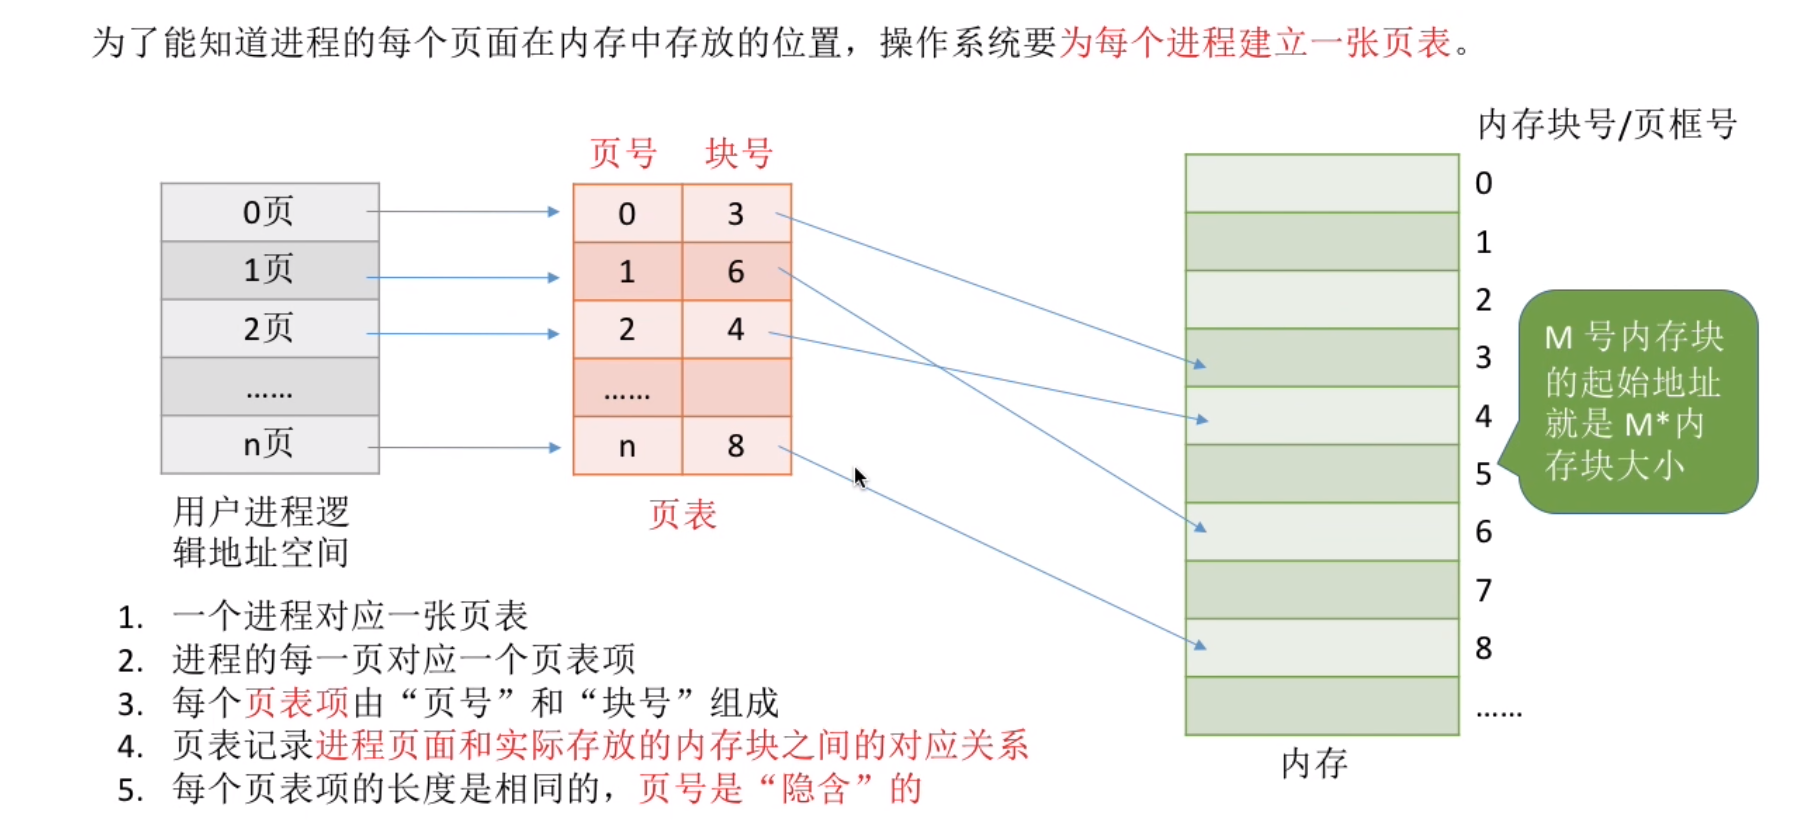 为了能知道进程的每个页面在内存中存放的位置，操作系统要为每个进程建立一张页表。
内存块号/页框号
页号 块号
0页
1页
2页
……
n页
用户进程逻
辑地址空间
0 3
1 6
2 4
……
n 8
页表
0
1
2
3
4
5
6
7
8
……
内存
M 号内存块
的起始地址
就是 M*内
存块大小
1. 一个进程对应一张页表
2. 进程的每一页对应一个页表项
3. 每个页表项由“页号”和“块号”组成
4. 页表记录进程页面和实际存放的内存块之间的对应关系
5. 每个页表项的长度是相同的，页号是“隐含”的